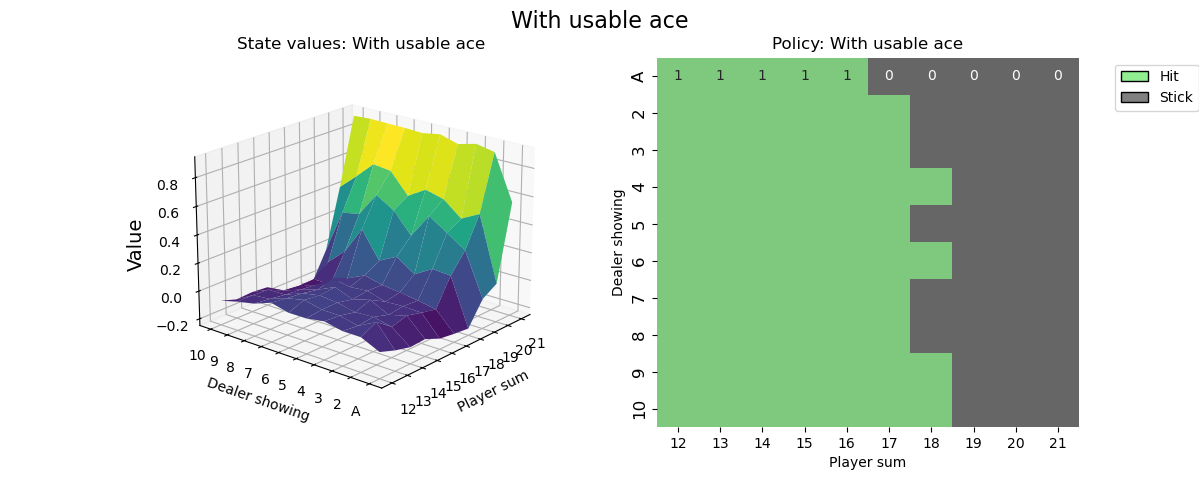 With usable ace
State values: With usable ace
Value
0.8
0.6
0.4
0.2
0.0
−0.2
10 9 8 7 6 5 4 3 2 A
Dealer showing
12 13 14 15 16 17 18 19 20 21
Player sum
Policy: With usable ace
Dealer showing
A 1 1 1 1 1 0 0 0 0 0
2
3
4
5
6
7
8
9
10
12 13 14 15 16 17 18 19 20 21
Player sum
Hit
Stick